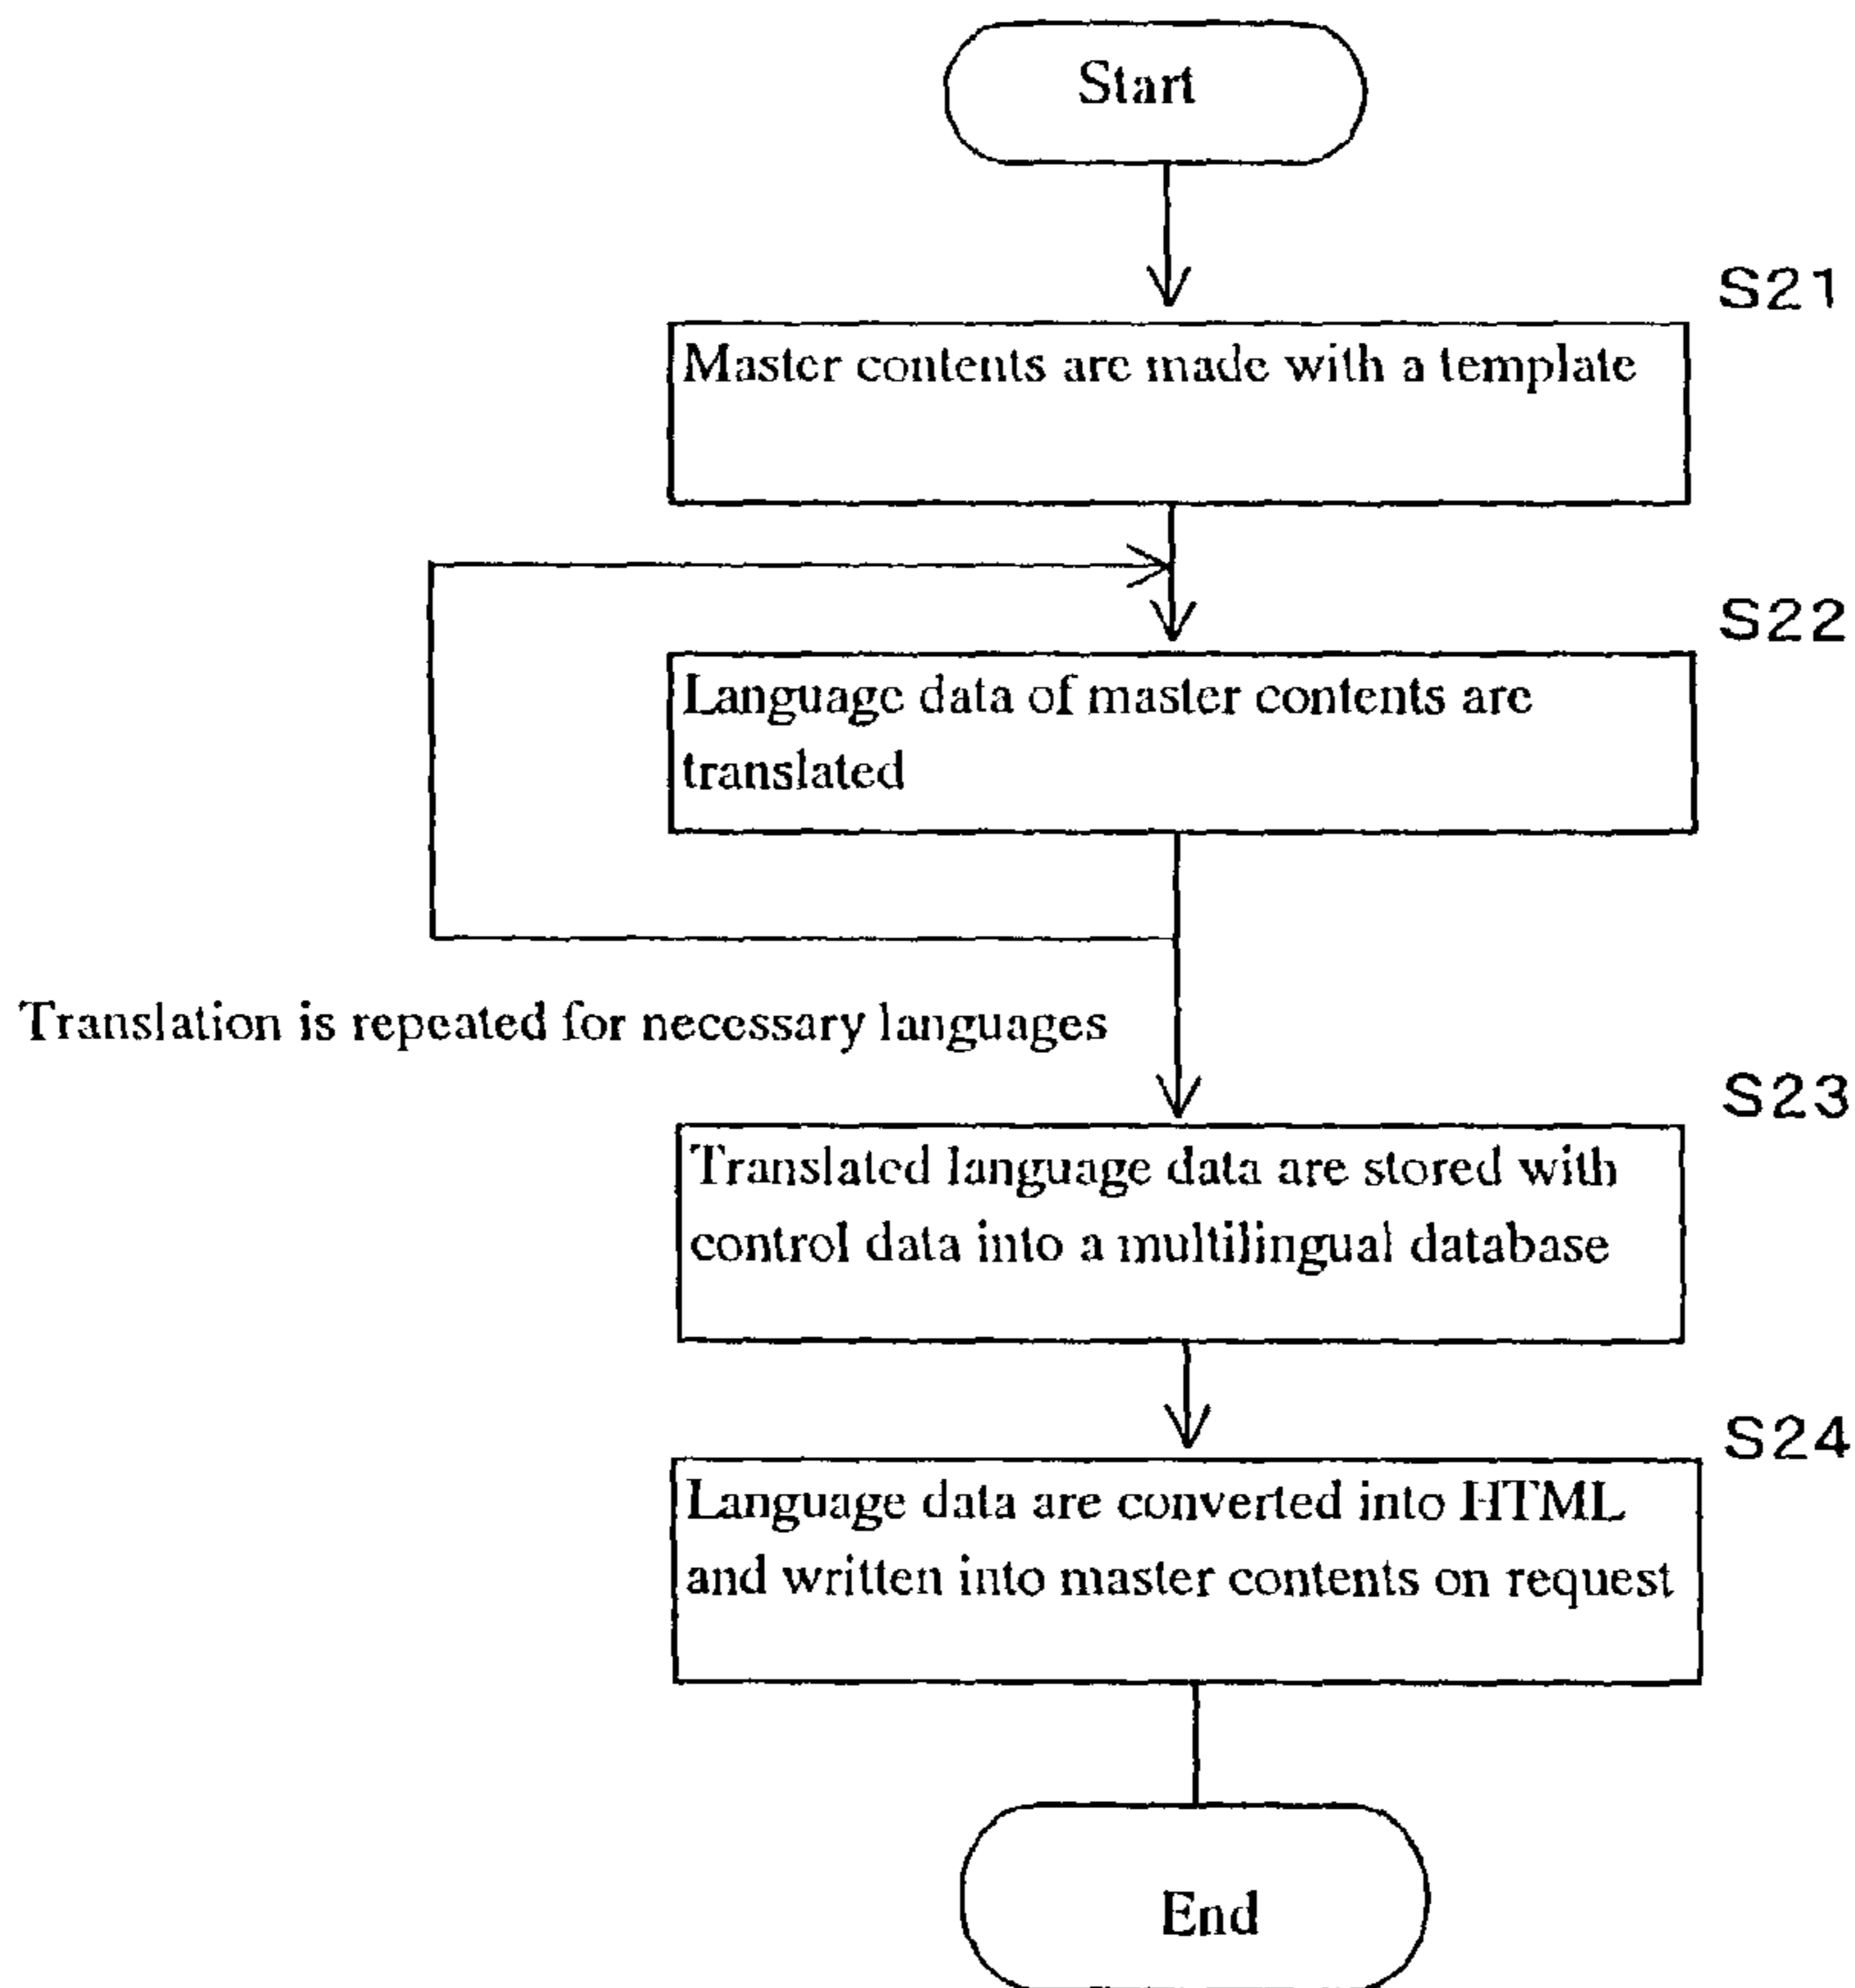 Start
S21
Master contents are made with a template
S22
Language data of master contents are
translated
Translation is repeated for necessary languages
S23
Translated language data are stored with
control data into a multilingual database
S24
Language data are converted into HTML
and written into master contents on request
End